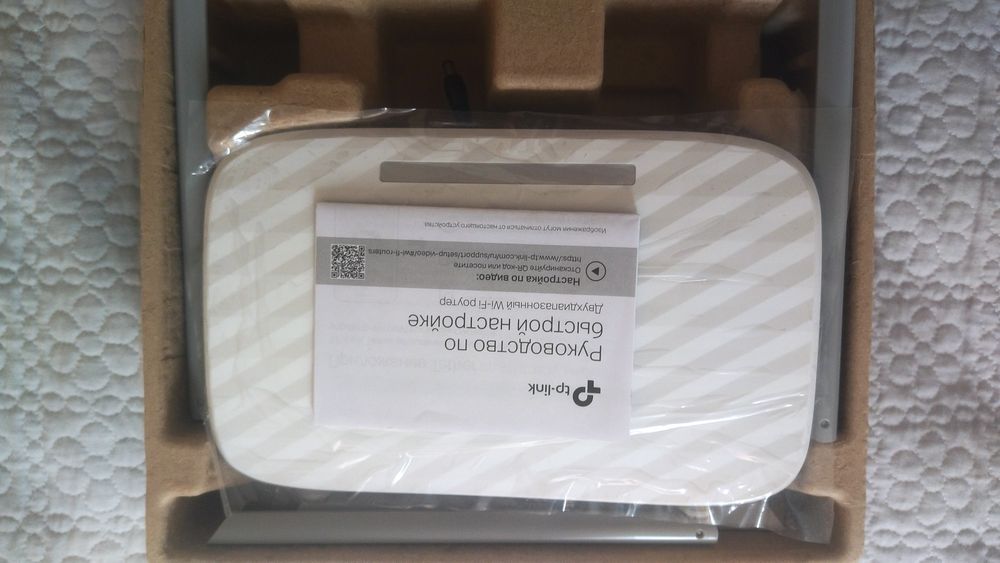 tp-link
Руководство по
быстрой настройке
Двухдиапазонный Wi-Fi роутер
Настройка по видео:
Отсканируйте QR-код или посетите
https://www.tp-link.com/ru/support/setup-video/#wi-fi-routers
Изображения могут отличаться от настоящего устройства